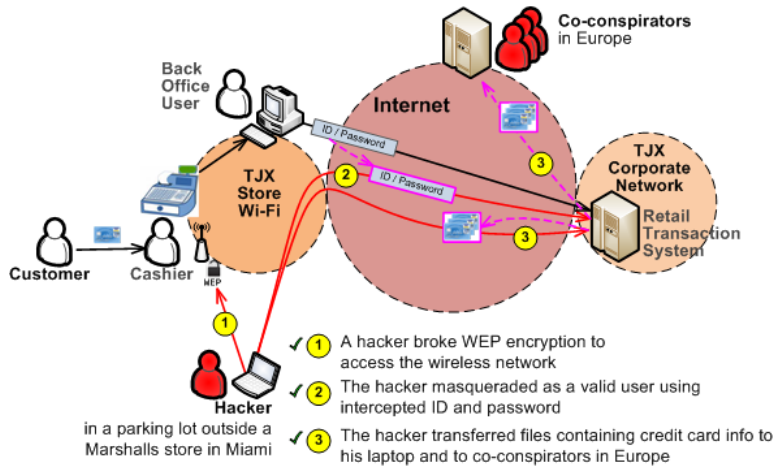 Co-conspirators
in Europe
Back
Office
User
Internet
ID / Password
2
ID / Password
3
TJX
Corporate
Network
TJX
Store
Wi-Fi
Retail
Transaction
System
3
Customer
Cashier
WEP
1
Hacker
in a parking lot outside a
Marshalls store in Miami
✓ 1 A hacker broke WEP encryption to
access the wireless network
✓ 2 The hacker masqueraded as a valid user using
intercepted ID and password
✓ 3 The hacker transferred files containing credit card info to
his laptop and to co-conspirators in Europe